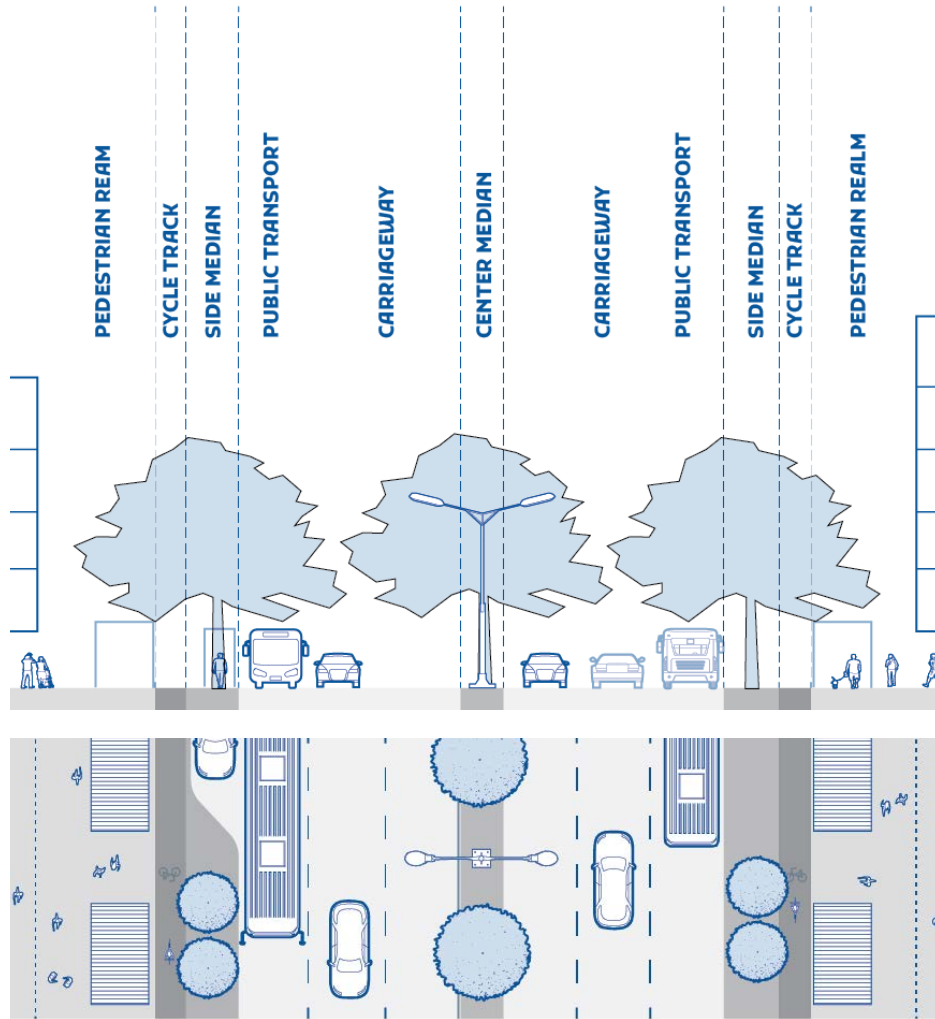 PEDESTRIAN REAM
CYCLE TRACK
SIDE MEDIAN
PUBLIC TRANSPORT
CARRIAGEWAY
CENTER MEDIAN
CARRIAGEWAY
PUBLIC TRANSPORT
SIDE MEDIAN
CYCLE TRACK
PEDESTRIAN REALM